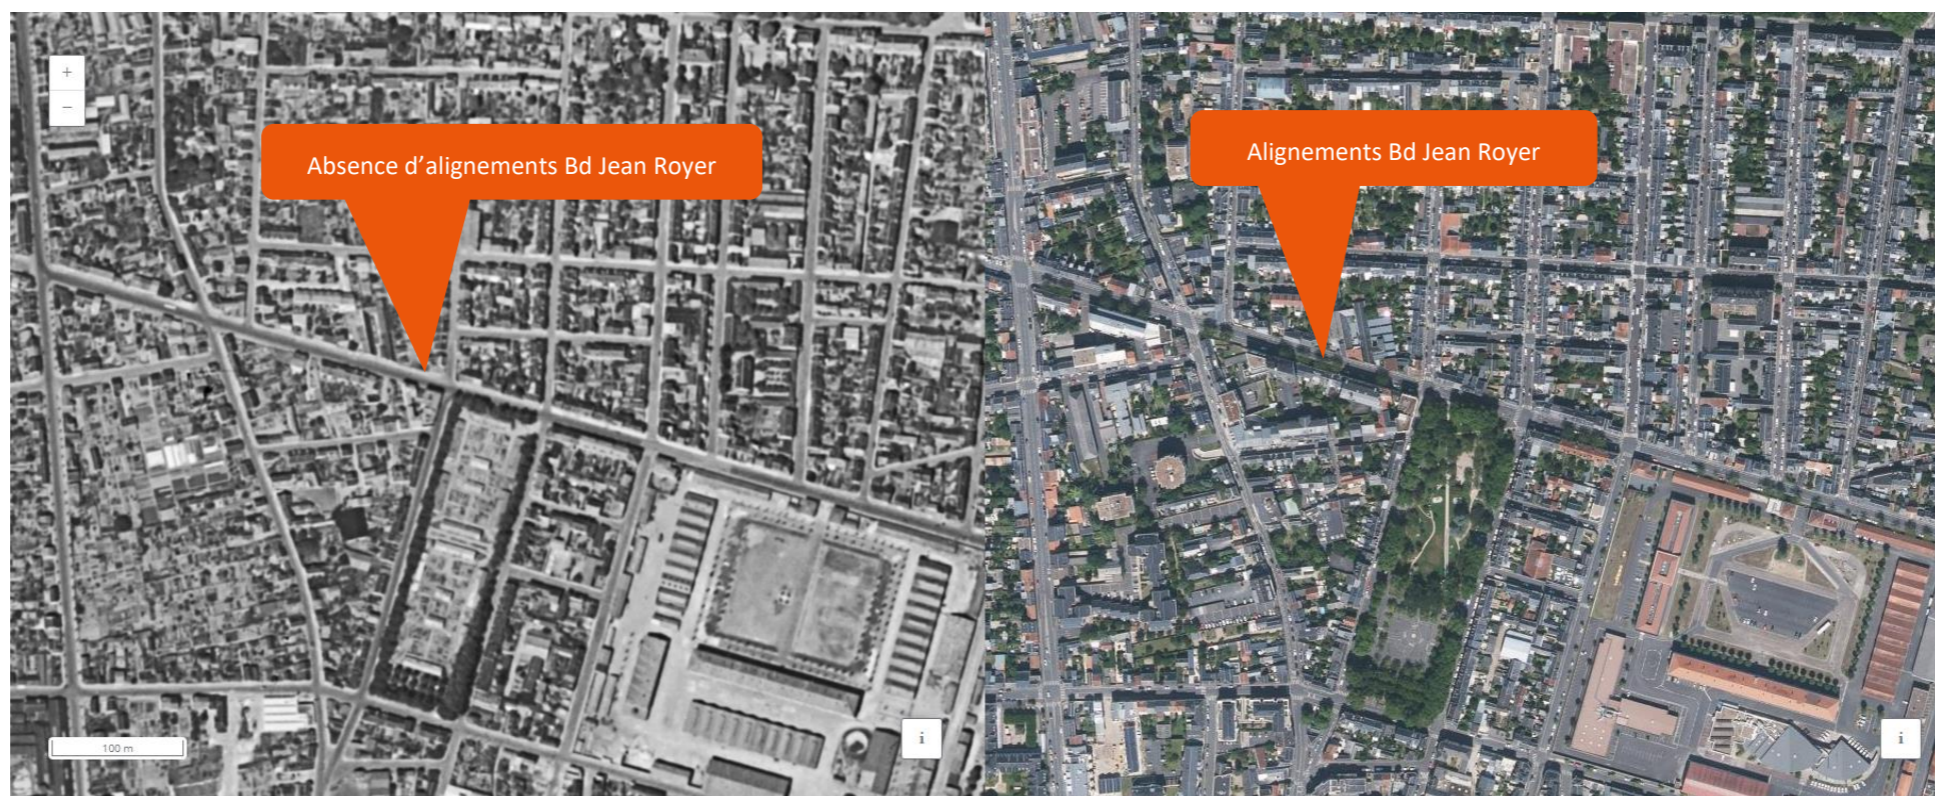 +
−
Absence d’alignements Bd Jean Royer
Alignements Bd Jean Royer
100 m
i
i